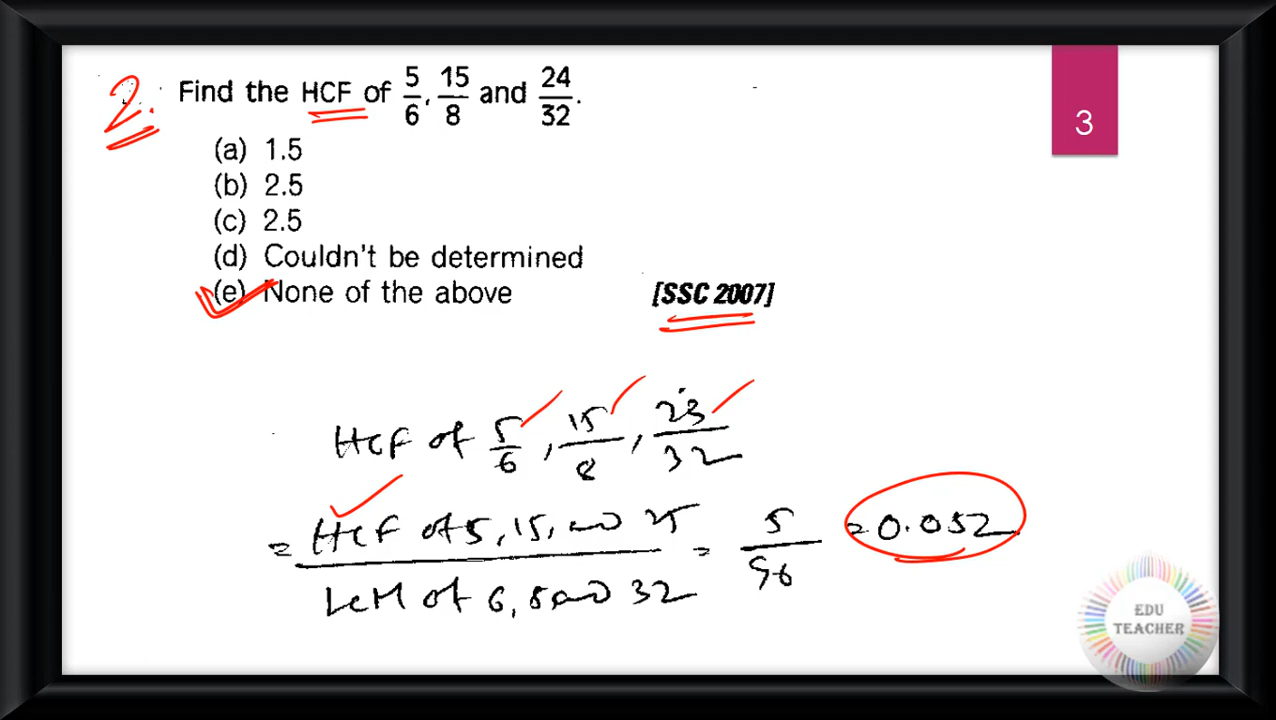 2.
Find the HCF of 5/6, 15/8 and 24/32.
3
(a) 1.5
(b) 2.5
(c) 2.5
(d) Couldn't be determined
(e) None of the above [SSC 2007]
HCF of 5/6, 15/8, 25/32
= HCF of 5, 15, and 25 / LCM of 6, 8 and 32 = 5/96 = 0.052
EDU
TEACHER